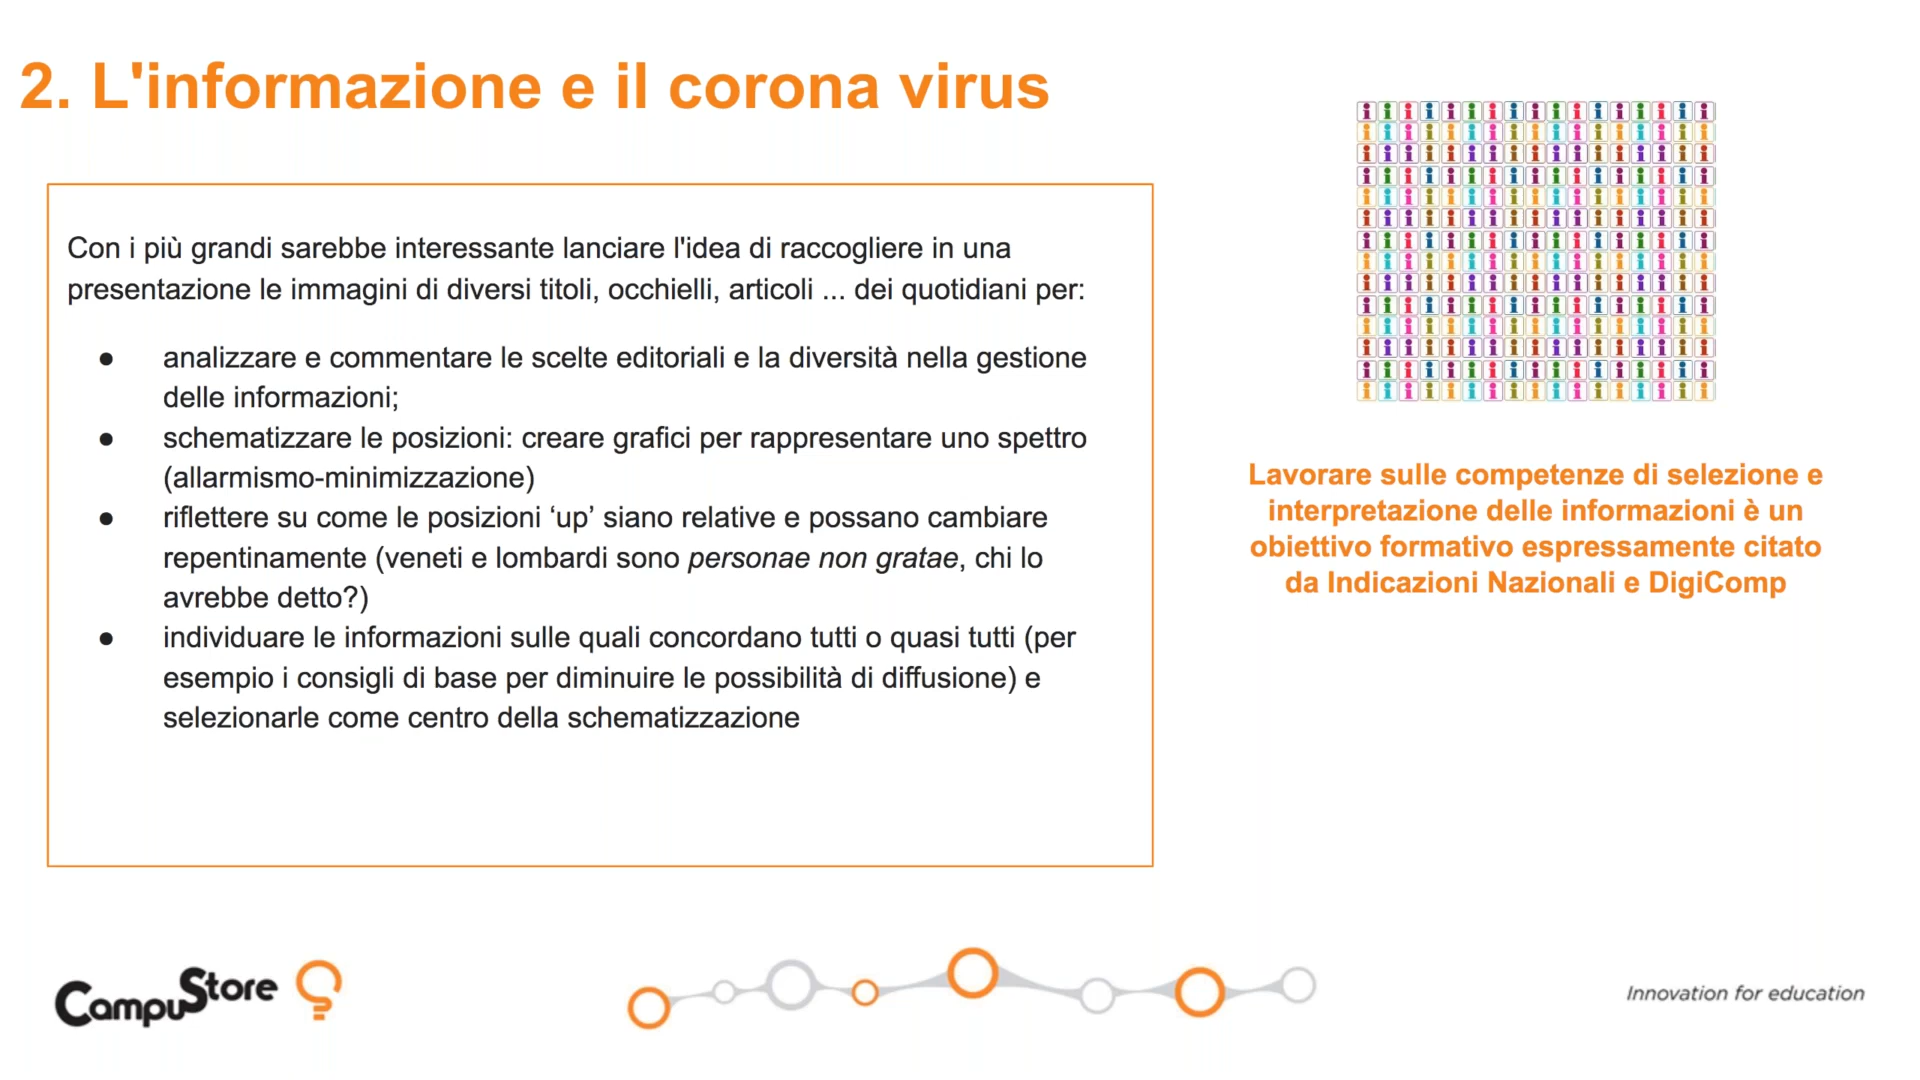 2. L'informazione e il corona virus
Con i più grandi sarebbe interessante lanciare l'idea di raccogliere in una
presentazione le immagini di diversi titoli, occhielli, articoli ... dei quotidiani per:
● analizzare e commentare le scelte editoriali e la diversità nella gestione
delle informazioni;
● schematizzare le posizioni: creare grafici per rappresentare uno spettro
(allarmismo-minimizzazione)
● riflettere su come le posizioni ‘up’ siano relative e possano cambiare
repentinamente (veneti e lombardi sono personae non gratae, chi lo
avrebbe detto?)
● individuare le informazioni sulle quali concordano tutti o quasi tutti (per
esempio i consigli di base per diminuire le possibilità di diffusione) e
selezionarle come centro della schematizzazione
Lavorare sulle competenze di selezione e
interpretazione delle informazioni è un
obiettivo formativo espressamente citato
da Indicazioni Nazionali e DigiComp
CampuStore
Innovation for education